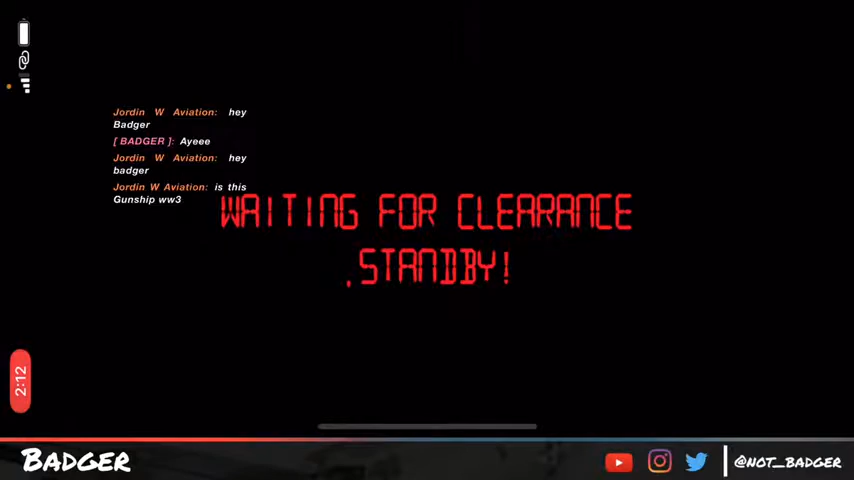 Jordin W Aviation: hey
Badger
[ BADGER ]: Ayeee
Jordin W Aviation: hey
badger
Jordin W Aviation: is this
Gunship ww3
WAITING FOR CLEARANCE
.STANDBY!
2:12
BADGER
@NOT_BADGER